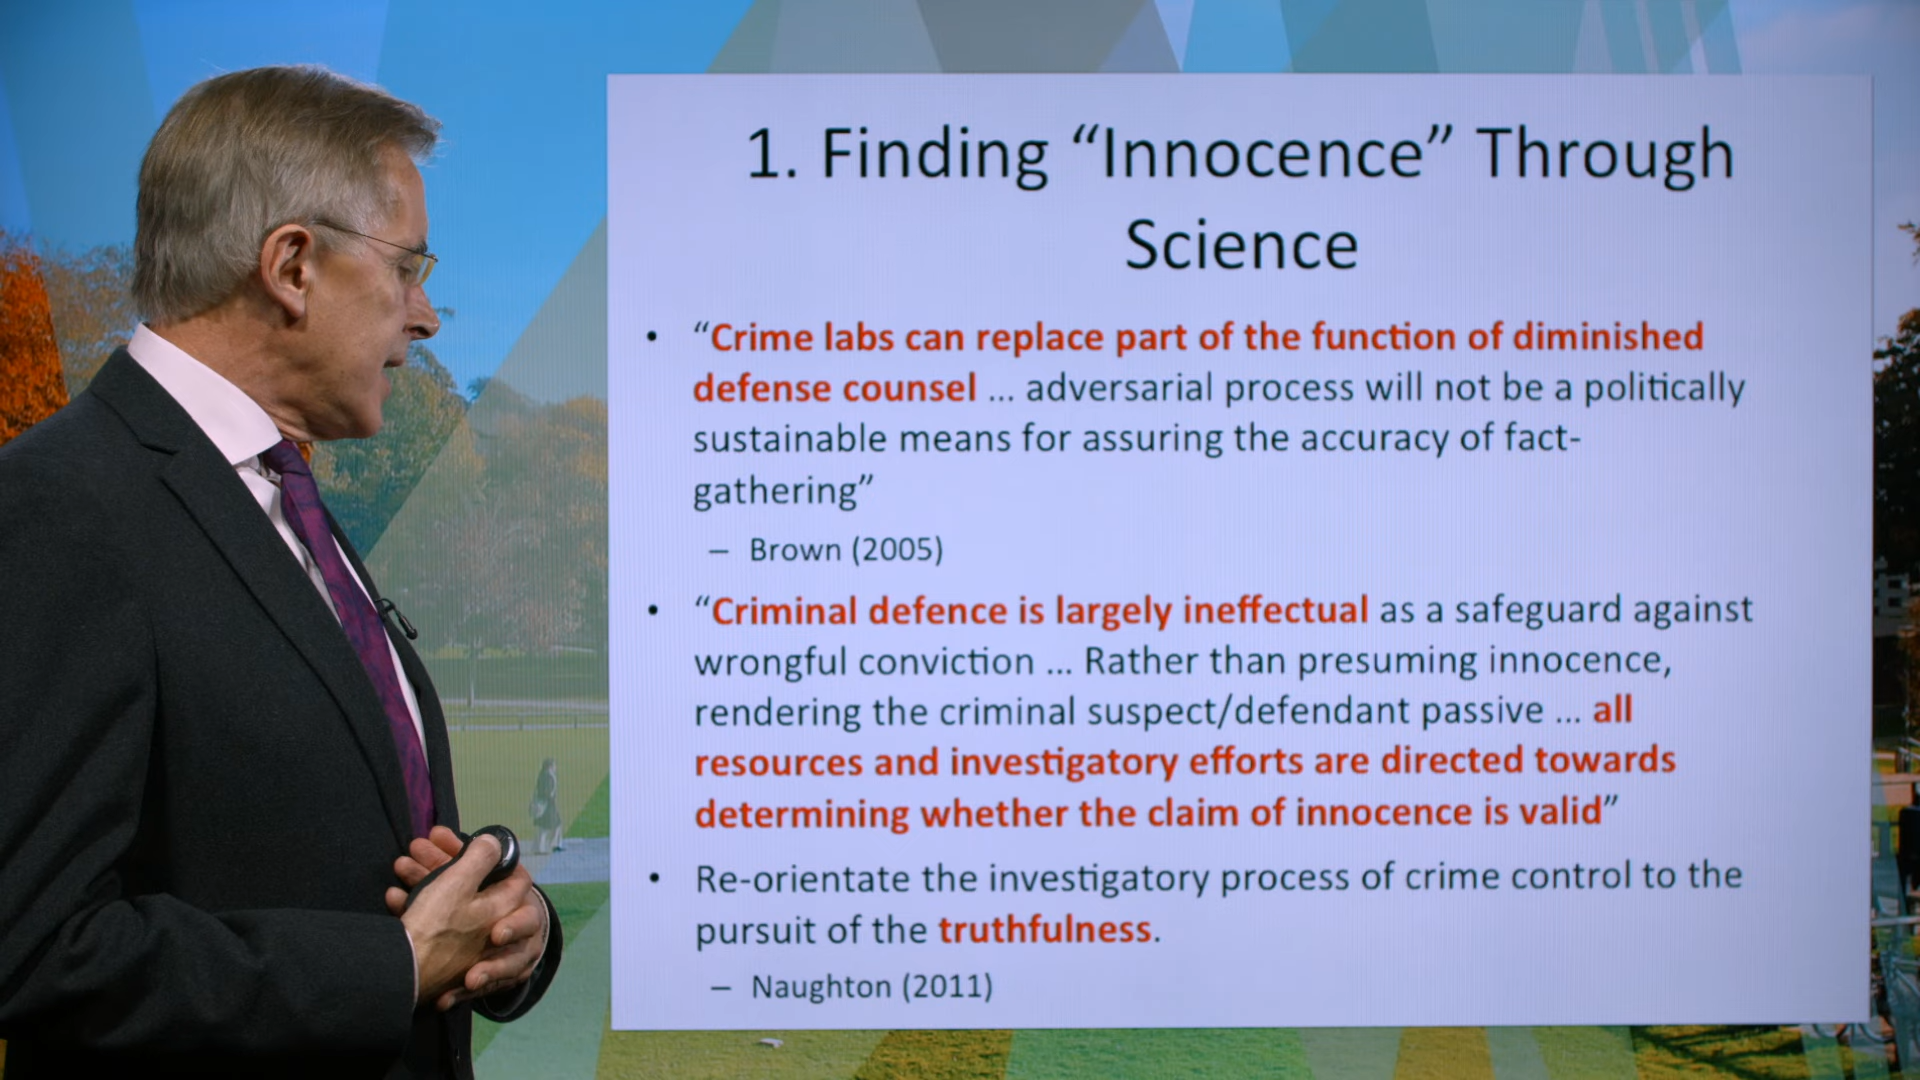 1. Finding “Innocence” Through
Science
• “Crime labs can replace part of the function of diminished
defense counsel ... adversarial process will not be a politically
sustainable means for assuring the accuracy of fact-
gathering”
– Brown (2005)
• “Criminal defence is largely ineffectual as a safeguard against
wrongful conviction ... Rather than presuming innocence,
rendering the criminal suspect/defendant passive ... all
resources and investigatory efforts are directed towards
determining whether the claim of innocence is valid”
• Re-orientate the investigatory process of crime control to the
pursuit of the truthfulness.
– Naughton (2011)